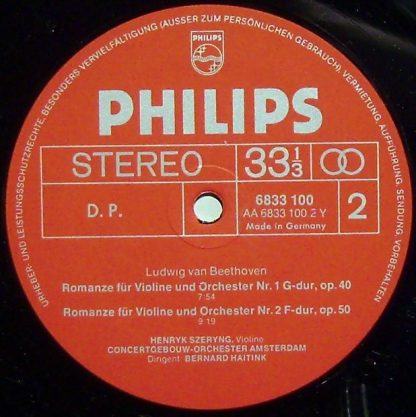 URHEBER- UND LEISTUNGSSCHUTZRECHTE, BESONDERS VERVIELFÄLTIGUNG (AUSSER ZUM PERSÖNLICHEN GEBRAUCH), VERMIETUNG, AUFFÜHRUNG, SENDUNG, VORBEHALTEN
PHILIPS
PHILIPS
STEREO
33⅓
D. P.
6833 100
AA 6833 100 2 Y
Made in Germany
2
Ludwig van Beethoven
Romanze für Violine und Orchester Nr. 1 G-dur, op. 40
7:54
Romanze für Violine und Orchester Nr. 2 F-dur, op. 50
9:19
HENRYK SZERYNG, Violine
CONCERTGEBOUW-ORCHESTER AMSTERDAM
Dirigent: BERNARD HAITINK